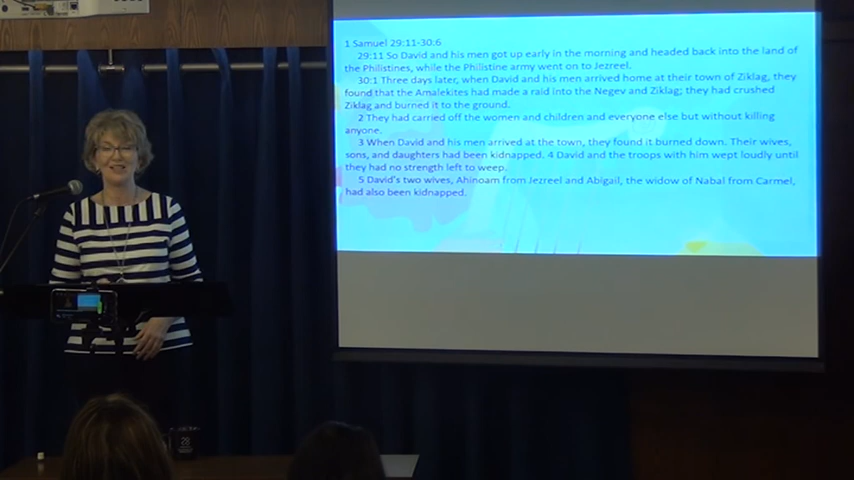 1 Samuel 29:11-30:6
29:11 So David and his men got up early in the morning and headed back into the land of
the Philistines, while the Philistine army went on to Jezreel.
30:1 Three days later, when David and his men arrived home at their town of Ziklag, they
found that the Amalekites had made a raid into the Negev and Ziklag; they had crushed
Ziklag and burned it to the ground.
2 They had carried off the women and children and everyone else but without killing
anyone.
3 When David and his men arrived at the town, they found it burned down. Their wives,
sons, and daughters had been kidnapped. 4 David and the troops with him wept loudly until
they had no strength left to weep.
5 David's two wives, Ahinoam from Jezreel and Abigail, the widow of Nabal from Carmel,
had also been kidnapped.